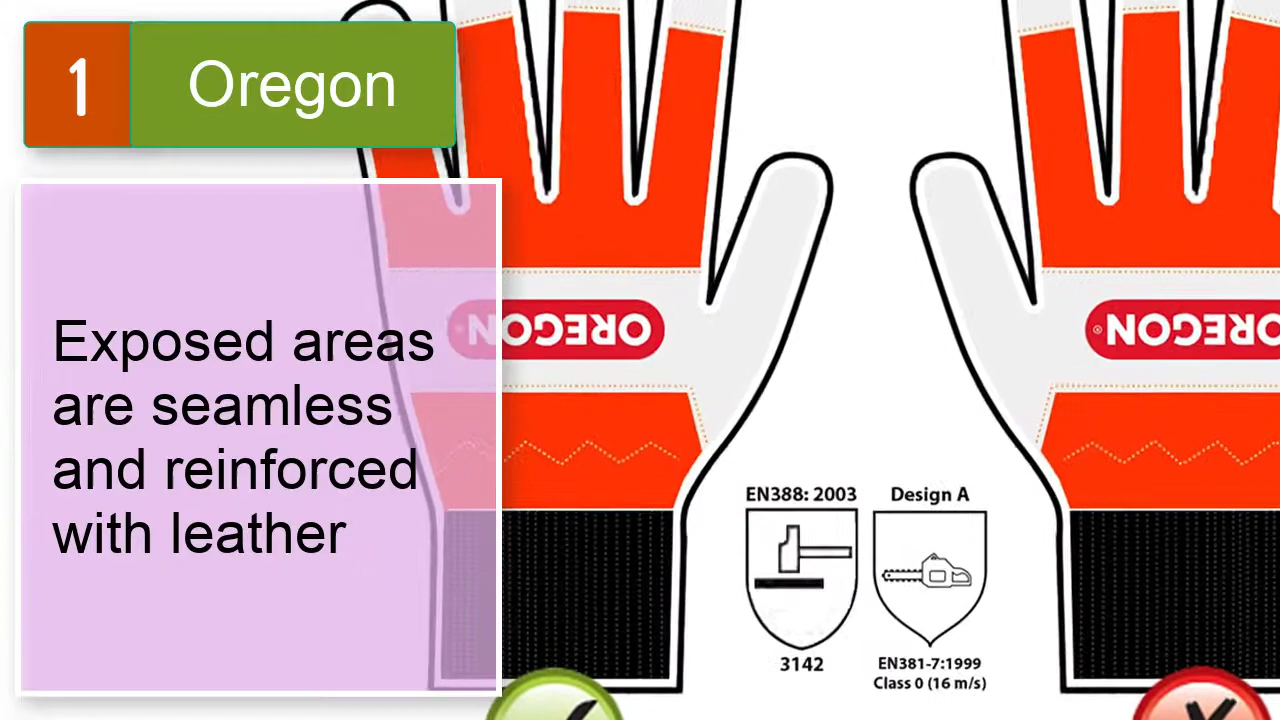 1
Oregon
Exposed areas
are seamless
and reinforced
with leather
OREGON
OREGON®
EN388: 2003
Design A
3142
EN381-7:1999
Class 0 (16 m/s)